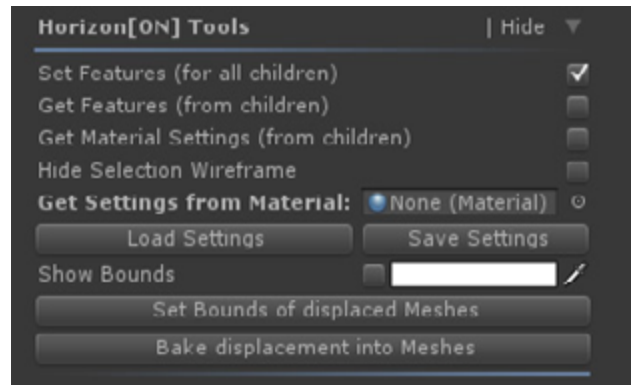 Horizon[ON] Tools | Hide
Set Features (for all children)
Get Features (from children)
Get Material Settings (from children)
Hide Selection Wireframe
Get Settings from Material: None (Material)
Load Settings Save Settings
Show Bounds
Set Bounds of displaced Meshes
Bake displacement into Meshes